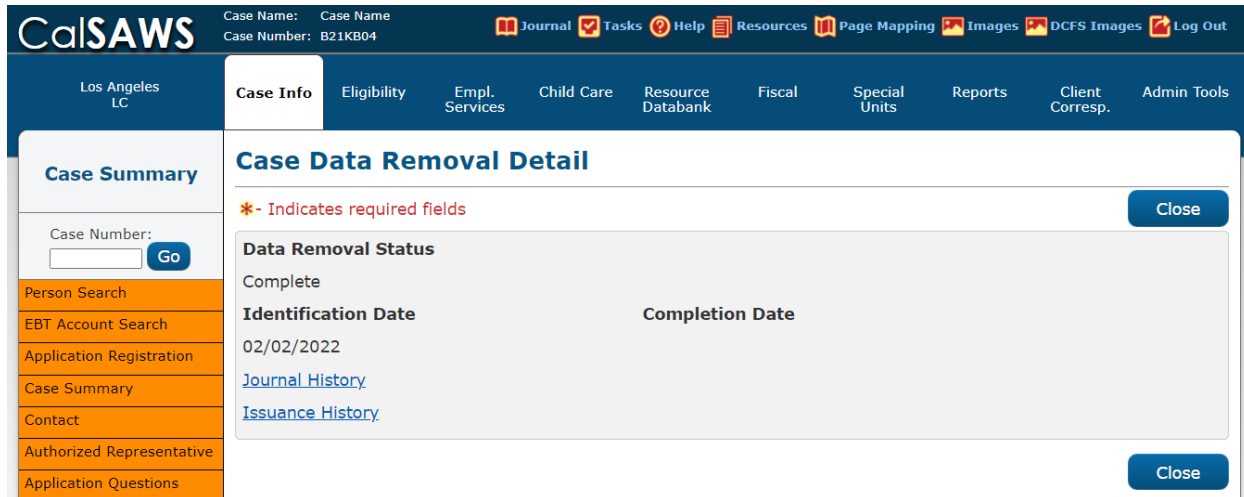 CalSAWS
Case Name: Case Name
Case Number: B21KB04
Journal Tasks Help Resources Page Mapping Images DCFS Images Log Out
Los Angeles
LC
Case Info
Eligibility
Empl.
Services
Child Care
Resource
Databank
Fiscal
Special
Units
Reports
Client
Corresp.
Admin Tools
Case Summary
Case Number:
Go
Person Search
EBT Account Search
Application Registration
Case Summary
Contact
Authorized Representative
Application Questions
Case Data Removal Detail
*- Indicates required fields
Close
Data Removal Status
Complete
Identification Date Completion Date
02/02/2022
Journal History
Issuance History
Close